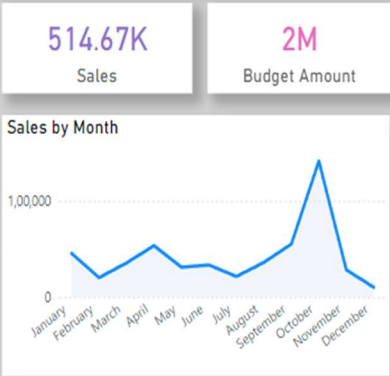 514.67K
Sales
2M
Budget Amount
Sales by Month
1,00,000
0
January
February
March
April
May
June
July
August
September
October
November
December